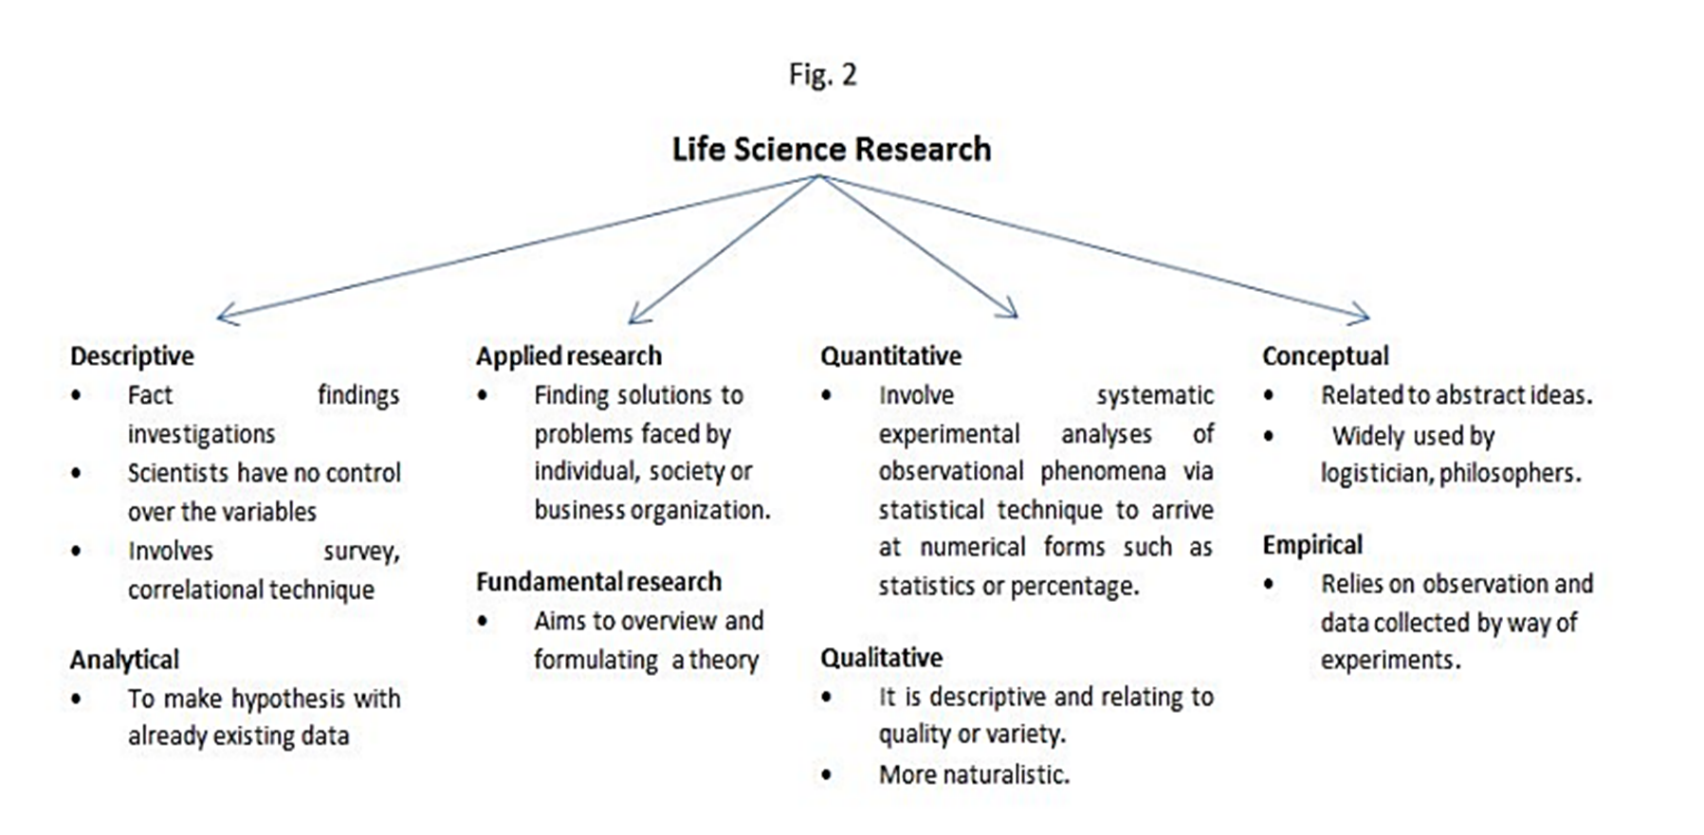 Fig. 2
Life Science Research
Descriptive
• Fact findings
investigations
• Scientists have no control
over the variables
• Involves survey,
correlational technique
Analytical
• To make hypothesis with
already existing data
Applied research
• Finding solutions to
problems faced by
individual, society or
business organization.
Fundamental research
• Aims to overview and
formulating a theory
Quantitative
• Involve systematic
experimental analyses of
observational phenomena via
statistical technique to arrive
at numerical forms such as
statistics or percentage.
Qualitative
• It is descriptive and relating to
quality or variety.
• More naturalistic.
Conceptual
• Related to abstract ideas.
• Widely used by
logistician, philosophers.
Empirical
• Relies on observation and
data collected by way of
experiments.